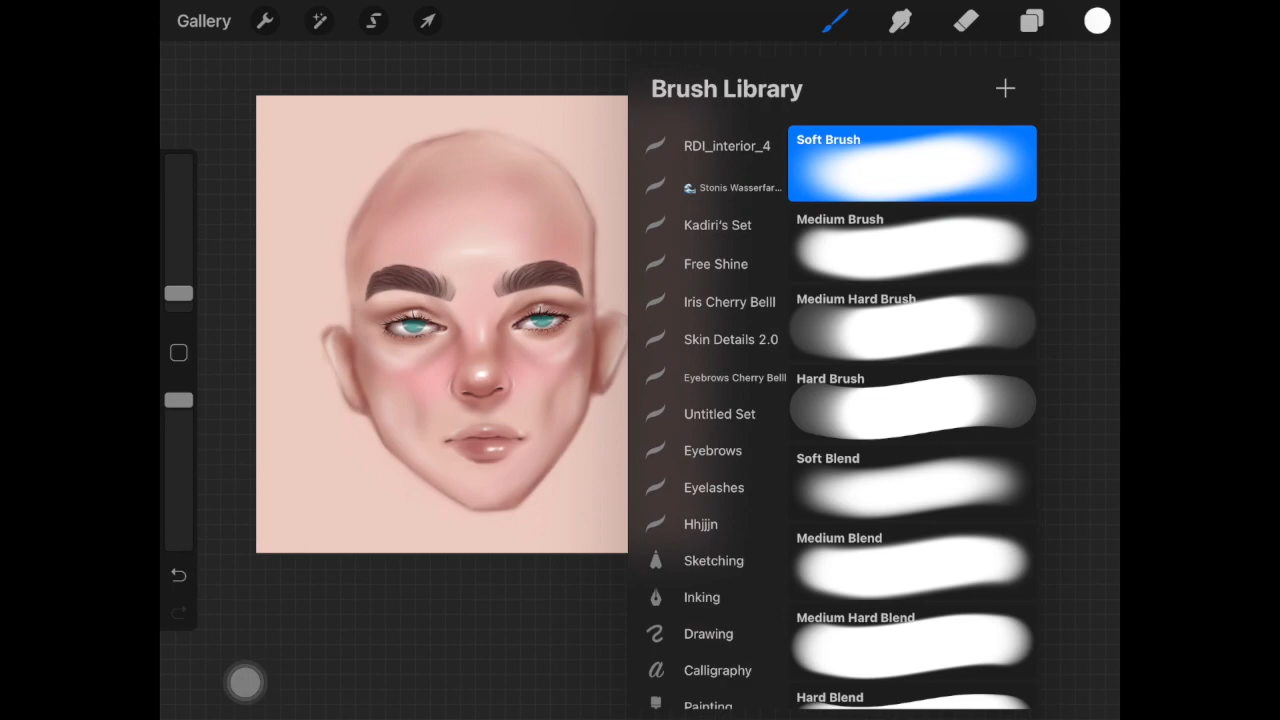 Gallery
Brush Library
RDI_interior_4
🌊 Stonis Wasserfar...
Kadiri's Set
Free Shine
Iris Cherry Belll
Skin Details 2.0
Eyebrows Cherry Belll
Untitled Set
Eyebrows
Eyelashes
Hhjjjn
Sketching
Inking
Drawing
Calligraphy
Painting
Soft Brush
Medium Brush
Medium Hard Brush
Hard Brush
Soft Blend
Medium Blend
Medium Hard Blend
Hard Blend